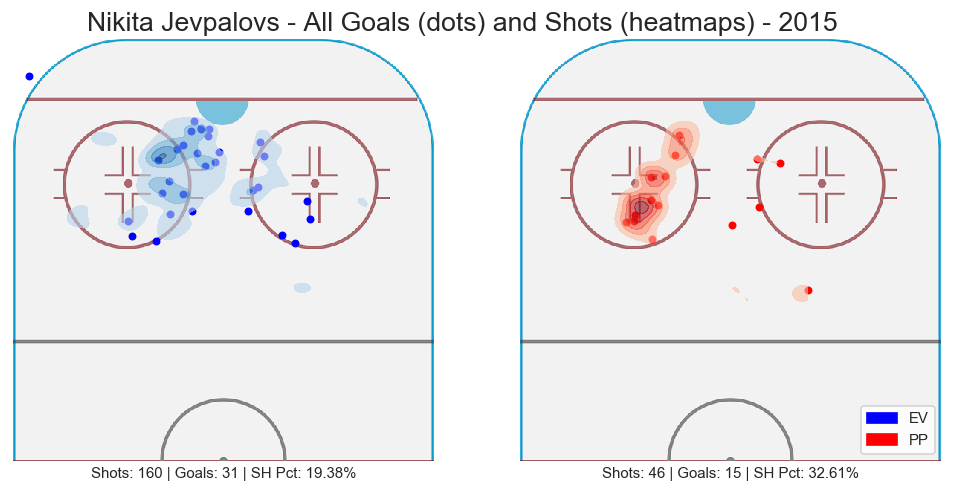 Nikita Jevpalovs - All Goals (dots) and Shots (heatmaps) - 2015
EV
PP
Shots: 160 | Goals: 31 | SH Pct: 19.38%
Shots: 46 | Goals: 15 | SH Pct: 32.61%